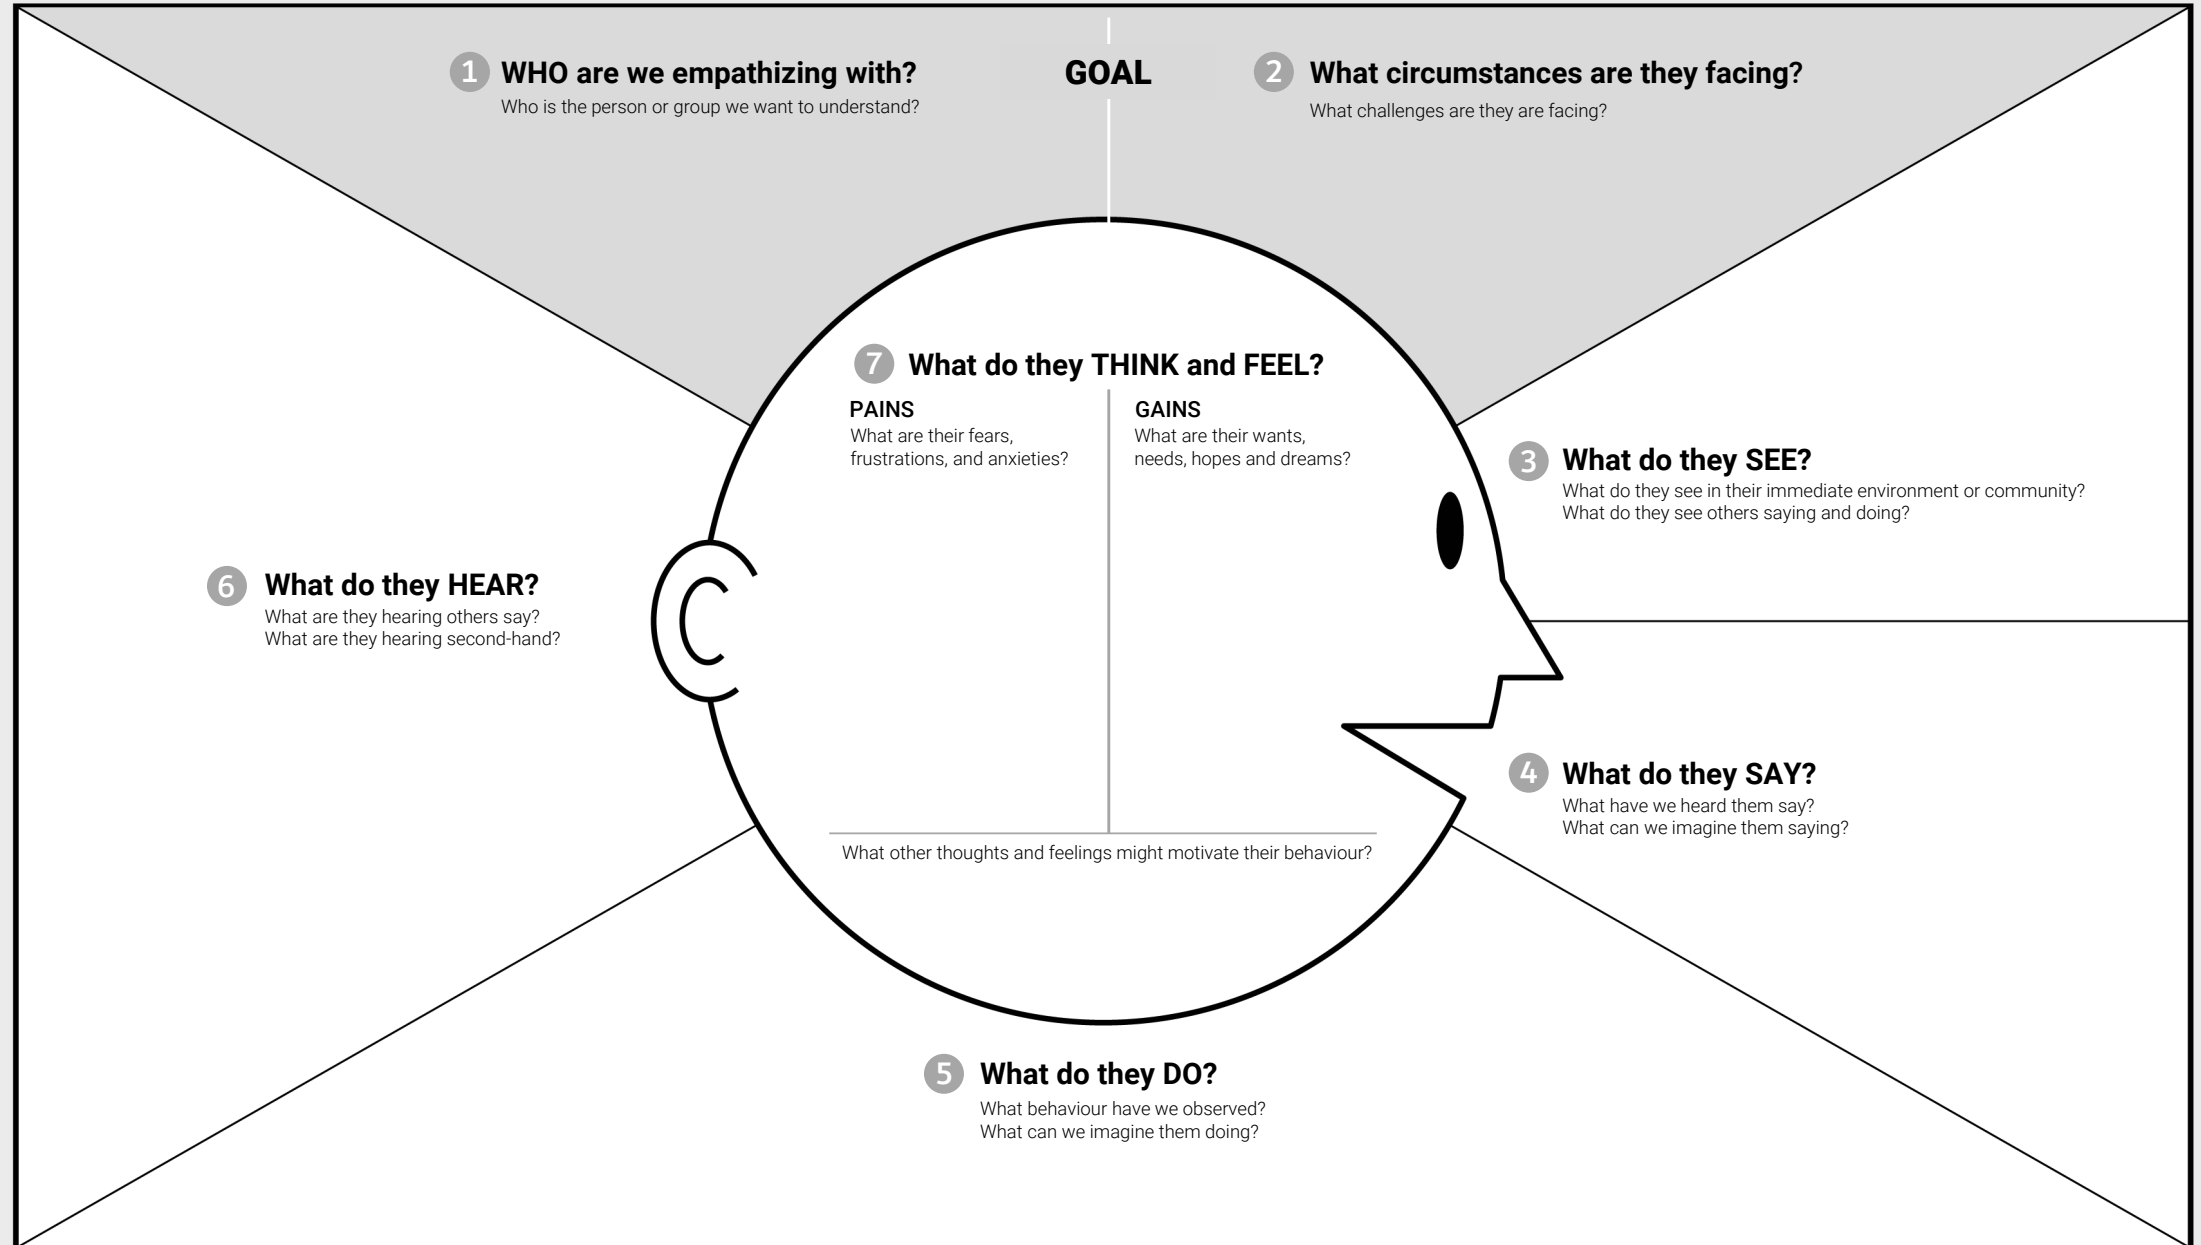 1 WHO are we empathizing with?
Who is the person or group we want to understand?
GOAL
2 What circumstances are they facing?
What challenges are they are facing?
3 What do they SEE?
What do they see in their immediate environment or community?
What do they see others saying and doing?
4 What do they SAY?
What have we heard them say?
What can we imagine them saying?
5 What do they DO?
What behaviour have we observed?
What can we imagine them doing?
6 What do they HEAR?
What are they hearing others say?
What are they hearing second-hand?
7 What do they THINK and FEEL?
PAINS
What are their fears,
frustrations, and anxieties?
GAINS
What are their wants,
needs, hopes and dreams?
What other thoughts and feelings might motivate their behaviour?